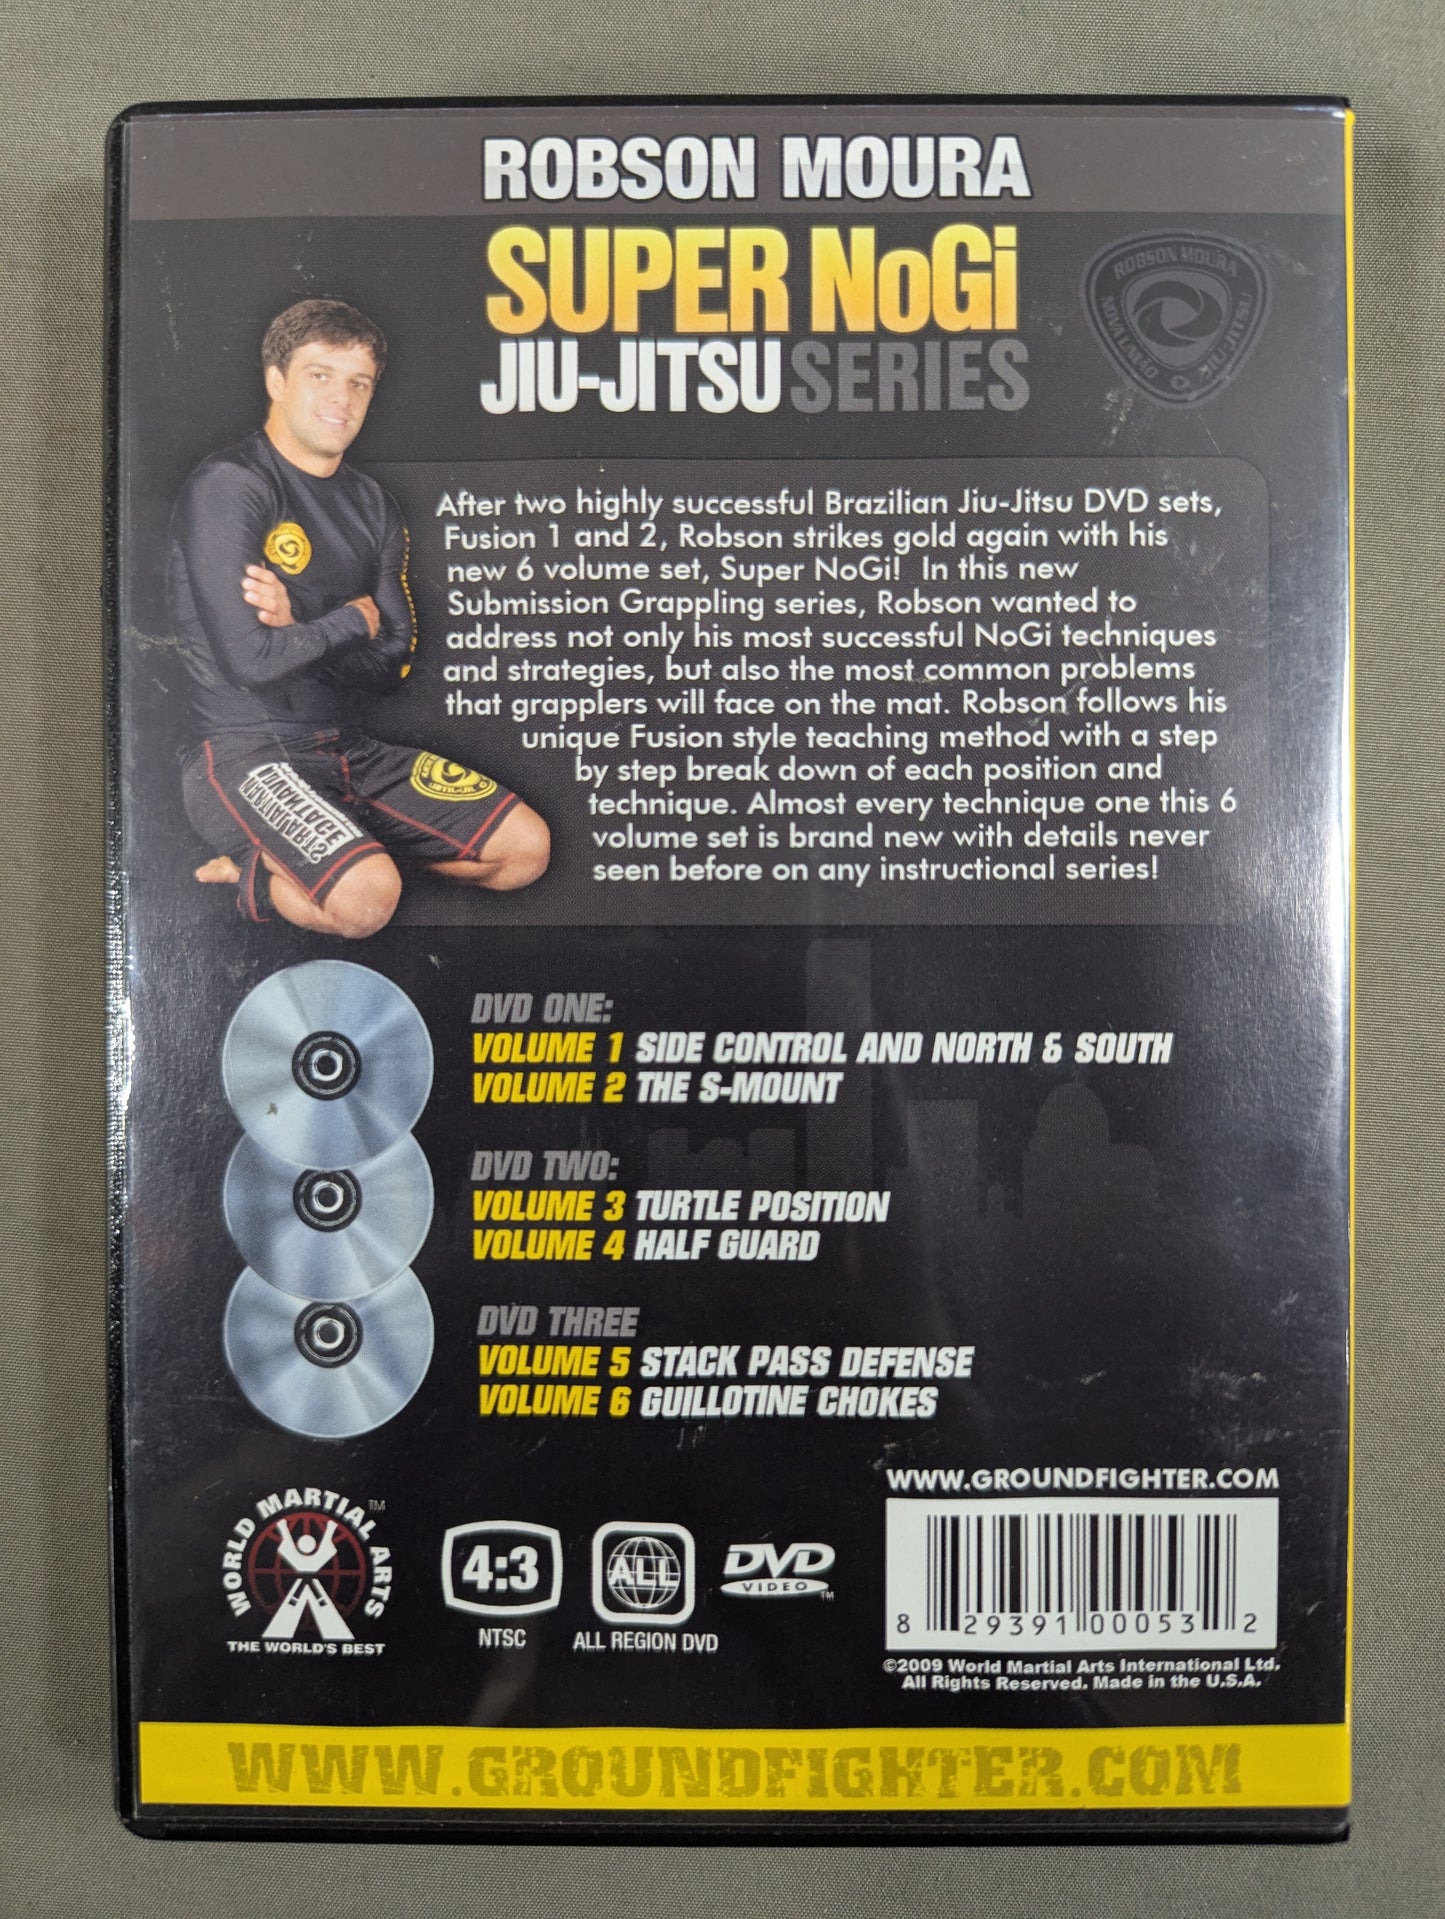 ROBSON MOURA
SUPER NoGi
JIU-JITSU SERIES
ROBSON MOURA
NOVA UNIÃO
JIU-JITSU
After two highly successful Brazilian Jiu-Jitsu DVD sets,
Fusion 1 and 2, Robson strikes gold again with his
new 6 volume set, Super NoGi! In this new
Submission Grappling series, Robson wanted to
address not only his most successful NoGi techniques
and strategies, but also the most common problems
that grapplers will face on the mat. Robson follows his
unique Fusion style teaching method with a step
by step break down of each position and
technique. Almost every technique one this 6
volume set is brand new with details never
seen before on any instructional series!
DVD ONE:
VOLUME 1 SIDE CONTROL AND NORTH & SOUTH
VOLUME 2 THE S-MOUNT
DVD TWO:
VOLUME 3 TURTLE POSITION
VOLUME 4 HALF GUARD
DVD THREE
VOLUME 5 STACK PASS DEFENSE
VOLUME 6 GUILLOTINE CHOKES
WORLD MARTIAL ARTS ™
THE WORLD'S BEST
4:3
NTSC
ALL
ALL REGION DVD
DVD
VIDEO ™
WWW.GROUNDFIGHTER.COM
8 29391 00053 2
©2009 World Martial Arts International Ltd.
All Rights Reserved. Made in the U.S.A.
WWW.GROUNDFIGHTER.COM